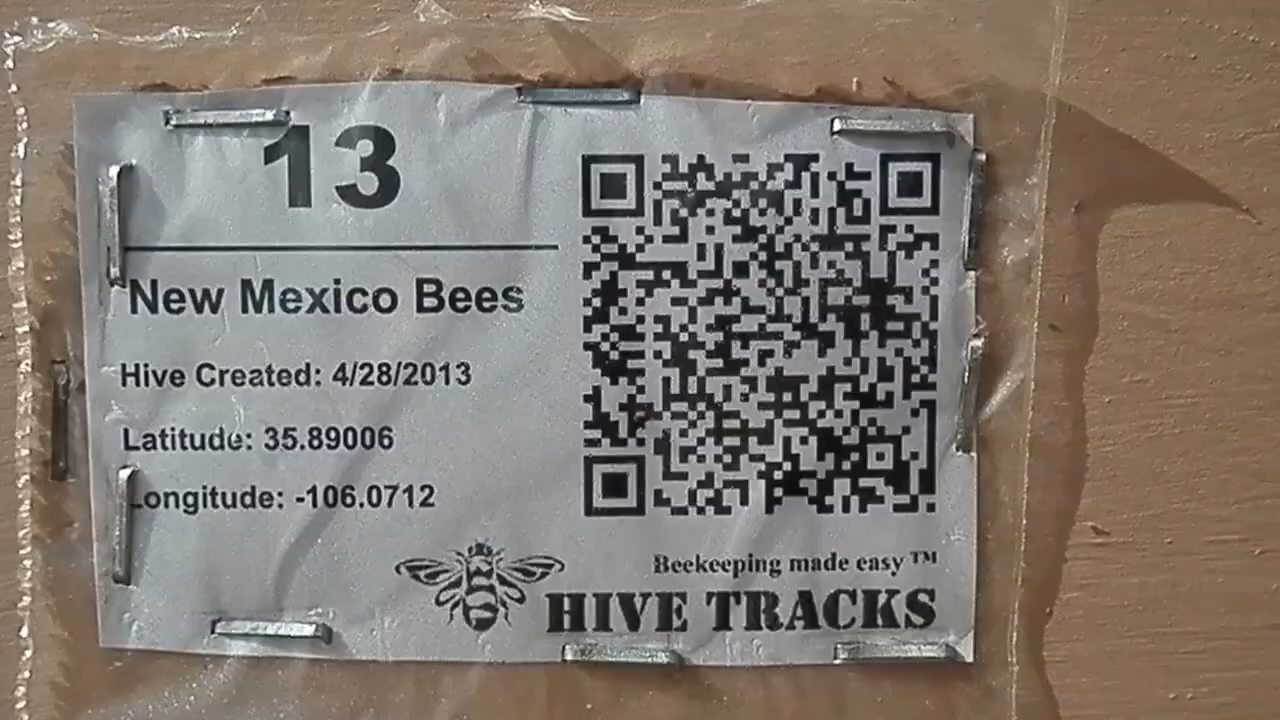 13
New Mexico Bees
Hive Created: 4/28/2013
Latitude: 35.89006
Longitude: -106.0712
Beekeeping made easy™
HIVE TRACKS